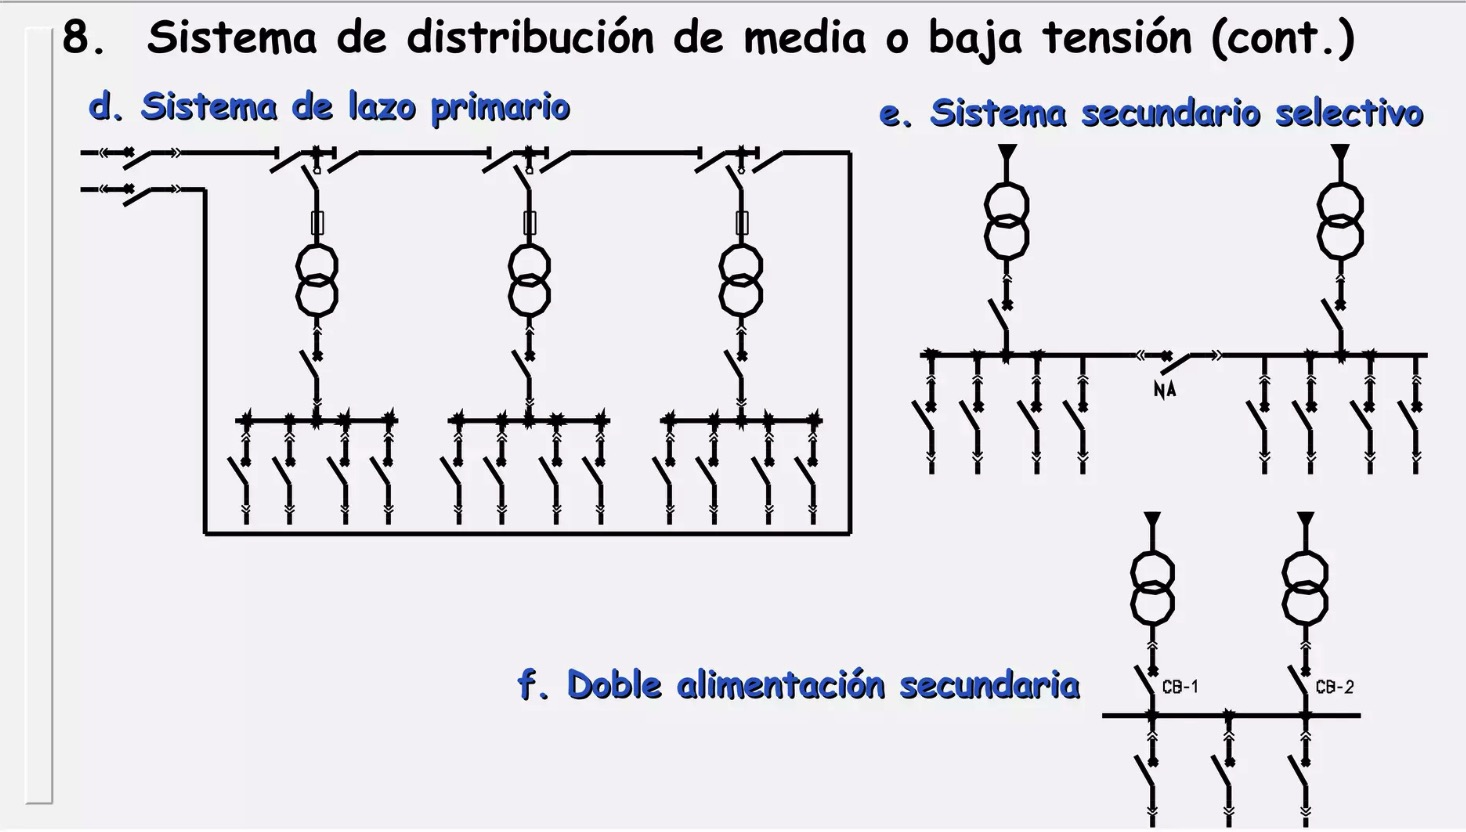 8. Sistema de distribución de media o baja tensión (cont.)
d. Sistema de lazo primario
e. Sistema secundario selectivo
NA
f. Doble alimentación secundaria
CB-1
CB-2